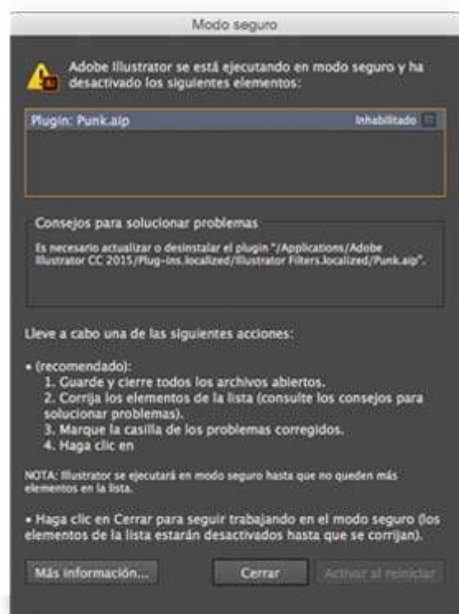 Modo seguro
Adobe Illustrator se está ejecutando en modo seguro y ha
desactivado los siguientes elementos:
Plugin: Punk.aip
Inhabilitado
Consejos para solucionar problemas
Es necesario actualizar o desinstalar el plugin "/Applications/Adobe
Illustrator CC 2015/Plug-ins.localized/Illustrator Filters.localized/Punk.aip".
Lleve a cabo una de las siguientes acciones:
• (recomendado):
1. Guarde y cierre todos los archivos abiertos.
2. Corrija los elementos de la lista (consulte los consejos para
solucionar problemas).
3. Marque la casilla de los problemas corregidos.
4. Haga clic en
NOTA: Illustrator se ejecutará en modo seguro hasta que no queden más
elementos en la lista.
• Haga clic en Cerrar para seguir trabajando en el modo seguro (los
elementos de la lista estarán desactivados hasta que se corrijan).
Más información...
Cerrar
Activar al reiniciar